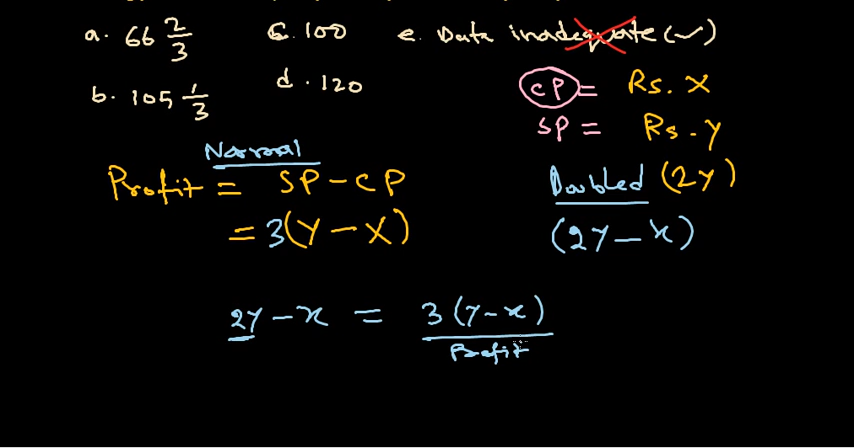 a. 66 2/3 c. 100 e. Data inadequate (✓)
b. 105 1/3 d. 120
CP = Rs. X
SP = Rs. Y
Normal
Profit = SP - CP
= 3(Y - X)
Doubled (2Y)
(2Y - x)
2y - x = 3(y - x)
Profit